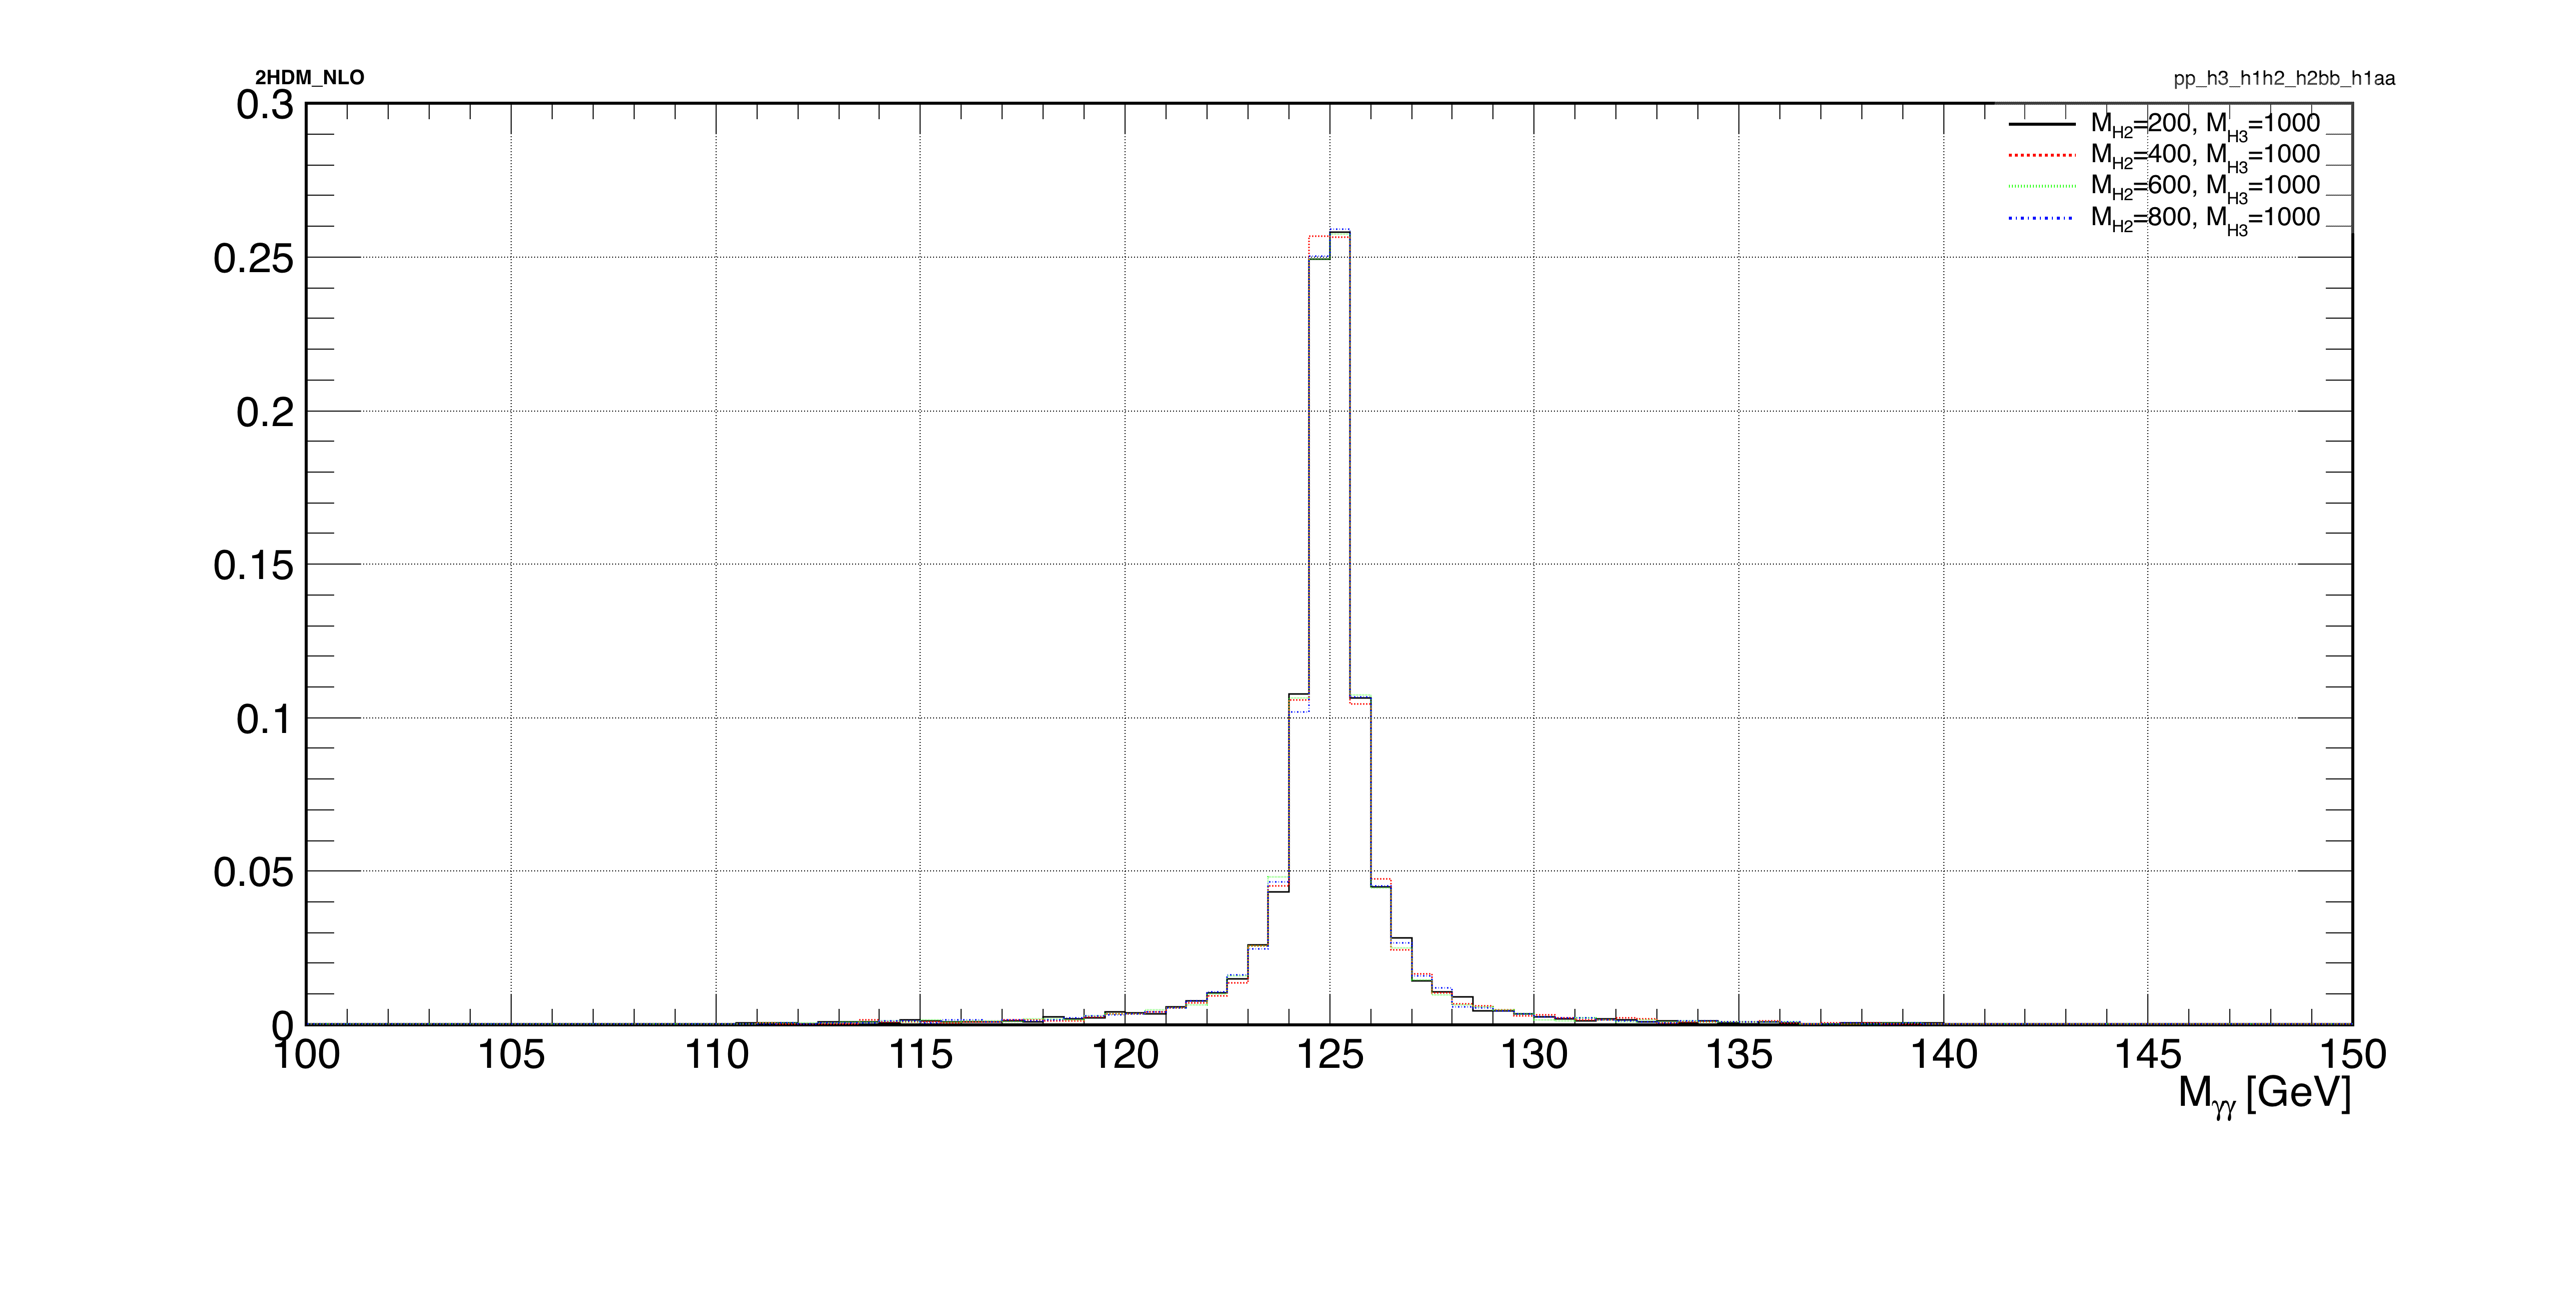 2HDM_NLO
pp_h3_h1h2_h2bb_h1aa
0.3
0.25
0.2
0.15
0.1
0.05
0
M_H2=200, M_H3=1000
M_H2=400, M_H3=1000
M_H2=600, M_H3=1000
M_H2=800, M_H3=1000
100 105 110 115 120 125 130 135 140 145 150
M_γγ [GeV]